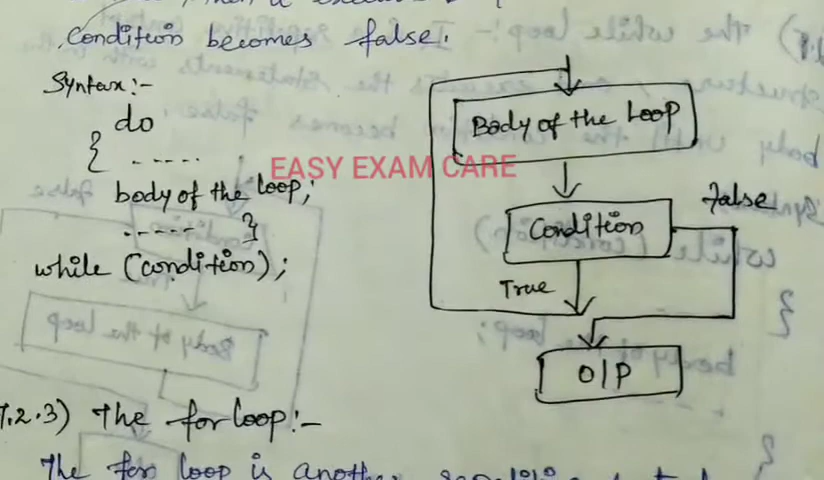 condition becomes false.
Syntax:-
do
{ .....
body of the loop;
..... }
while (condition);
Body of the Loop
Condition
false
True
O/P
EASY EXAM CARE
7.2.3) The for loop:-
The for loop is another